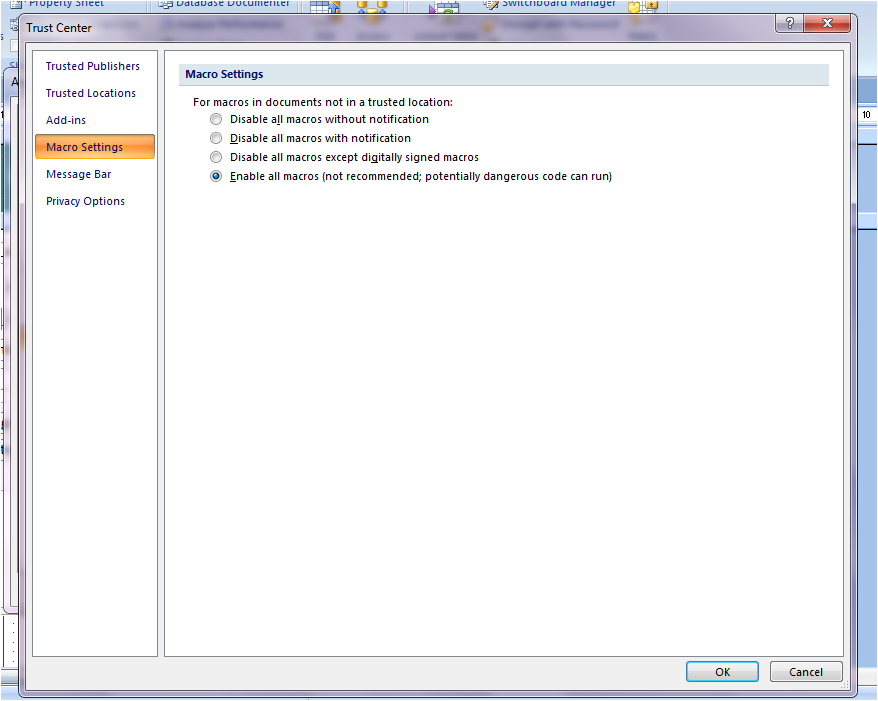 Property Sheet
Database Documenter
Switchboard Manager
Trust Center
Trusted Publishers
Trusted Locations
Add-ins
Macro Settings
Message Bar
Privacy Options
Macro Settings
For macros in documents not in a trusted location:
Disable all macros without notification
Disable all macros with notification
Disable all macros except digitally signed macros
Enable all macros (not recommended; potentially dangerous code can run)
10
OK
Cancel